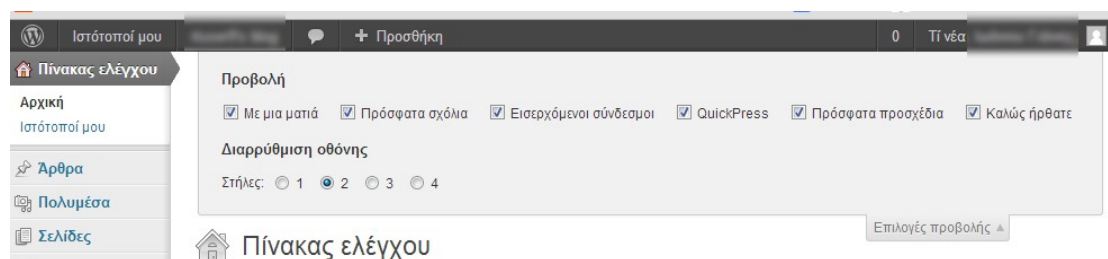 Ιστότοποί μου
Προσθήκη
0 Τί νέα
Πίνακας ελέγχου
Αρχική
Ιστότοποί μου
Άρθρα
Πολυμέσα
Σελίδες
Προβολή
Με μια ματιά Πρόσφατα σχόλια Εισερχόμενοι σύνδεσμοι QuickPress Πρόσφατα προσχέδια Καλώς ήρθατε
Διαρρύθμιση οθόνης
Στήλες: 1 2 3 4
Επιλογές προβολής
Πίνακας ελέγχου